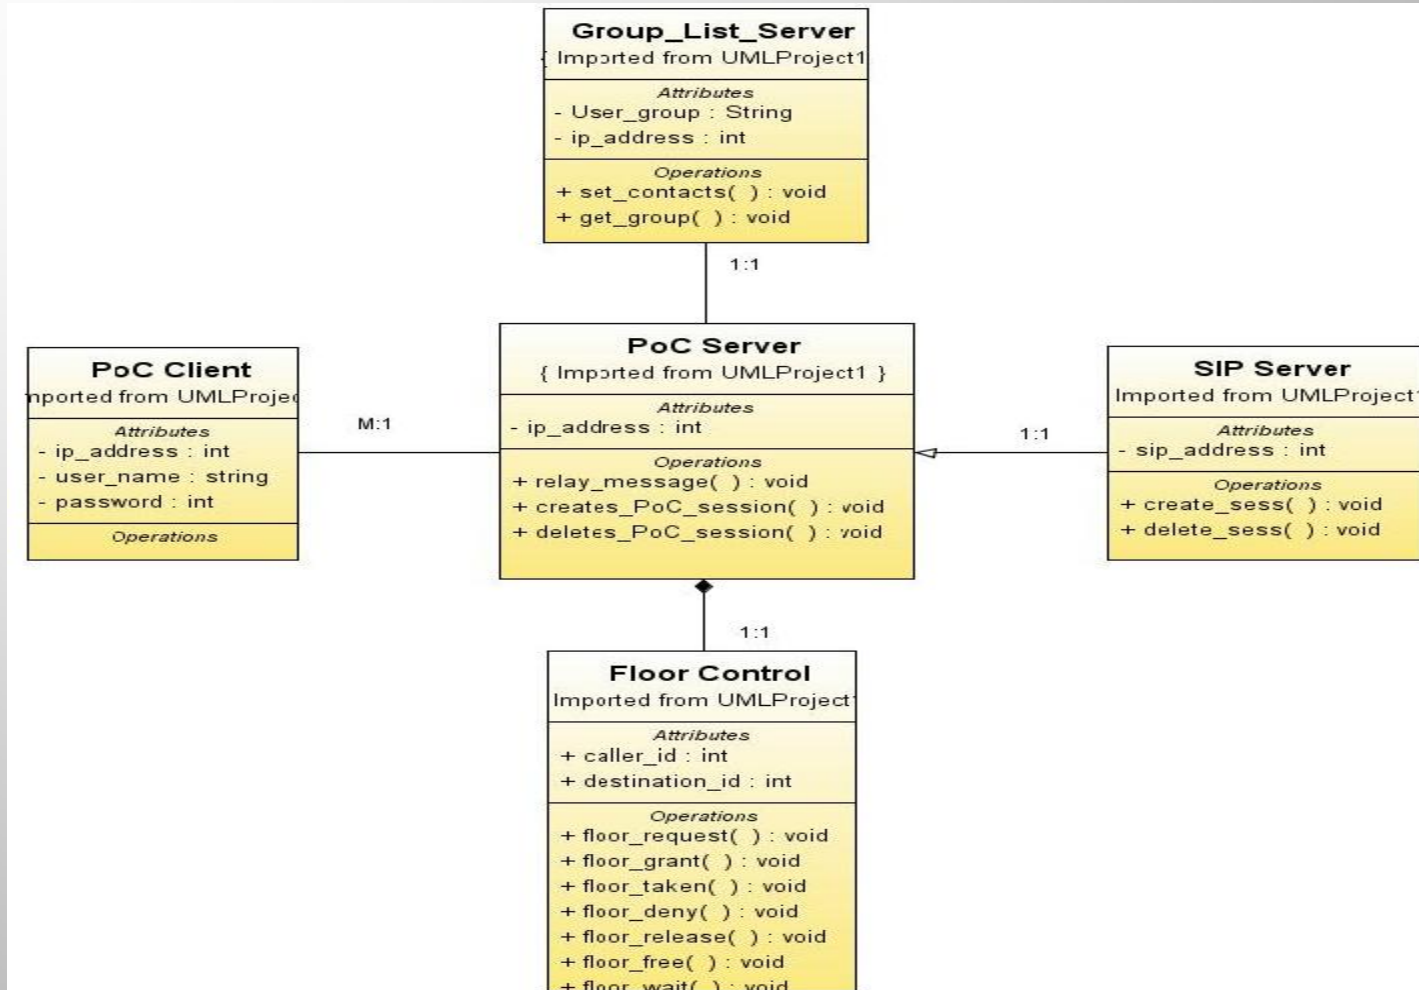 Group_List_Server
{ Imported from UMLProject1
Attributes
- User_group : String
- ip_address : int
Operations
+ set_contacts( ) : void
+ get_group( ) : void
1:1
PoC Client
mported from UMLProjec
Attributes
- ip_address : int
- user_name : string
- password : int
Operations
M:1
PoC Server
{ Imported from UMLProject1 }
Attributes
- ip_address : int
Operations
+ relay_message( ) : void
+ creates_PoC_session( ) : void
+ deletes_PoC_session( ) : void
1:1
SIP Server
Imported from UMLProject1
Attributes
- sip_address : int
Operations
+ create_sess( ) : void
+ delete_sess( ) : void
1:1
Floor Control
Imported from UMLProject1
Attributes
+ caller_id : int
+ destination_id : int
Operations
+ floor_request( ) : void
+ floor_grant( ) : void
+ floor_taken( ) : void
+ floor_deny( ) : void
+ floor_release( ) : void
+ floor_free( ) : void
+ floor_wait( ) : void